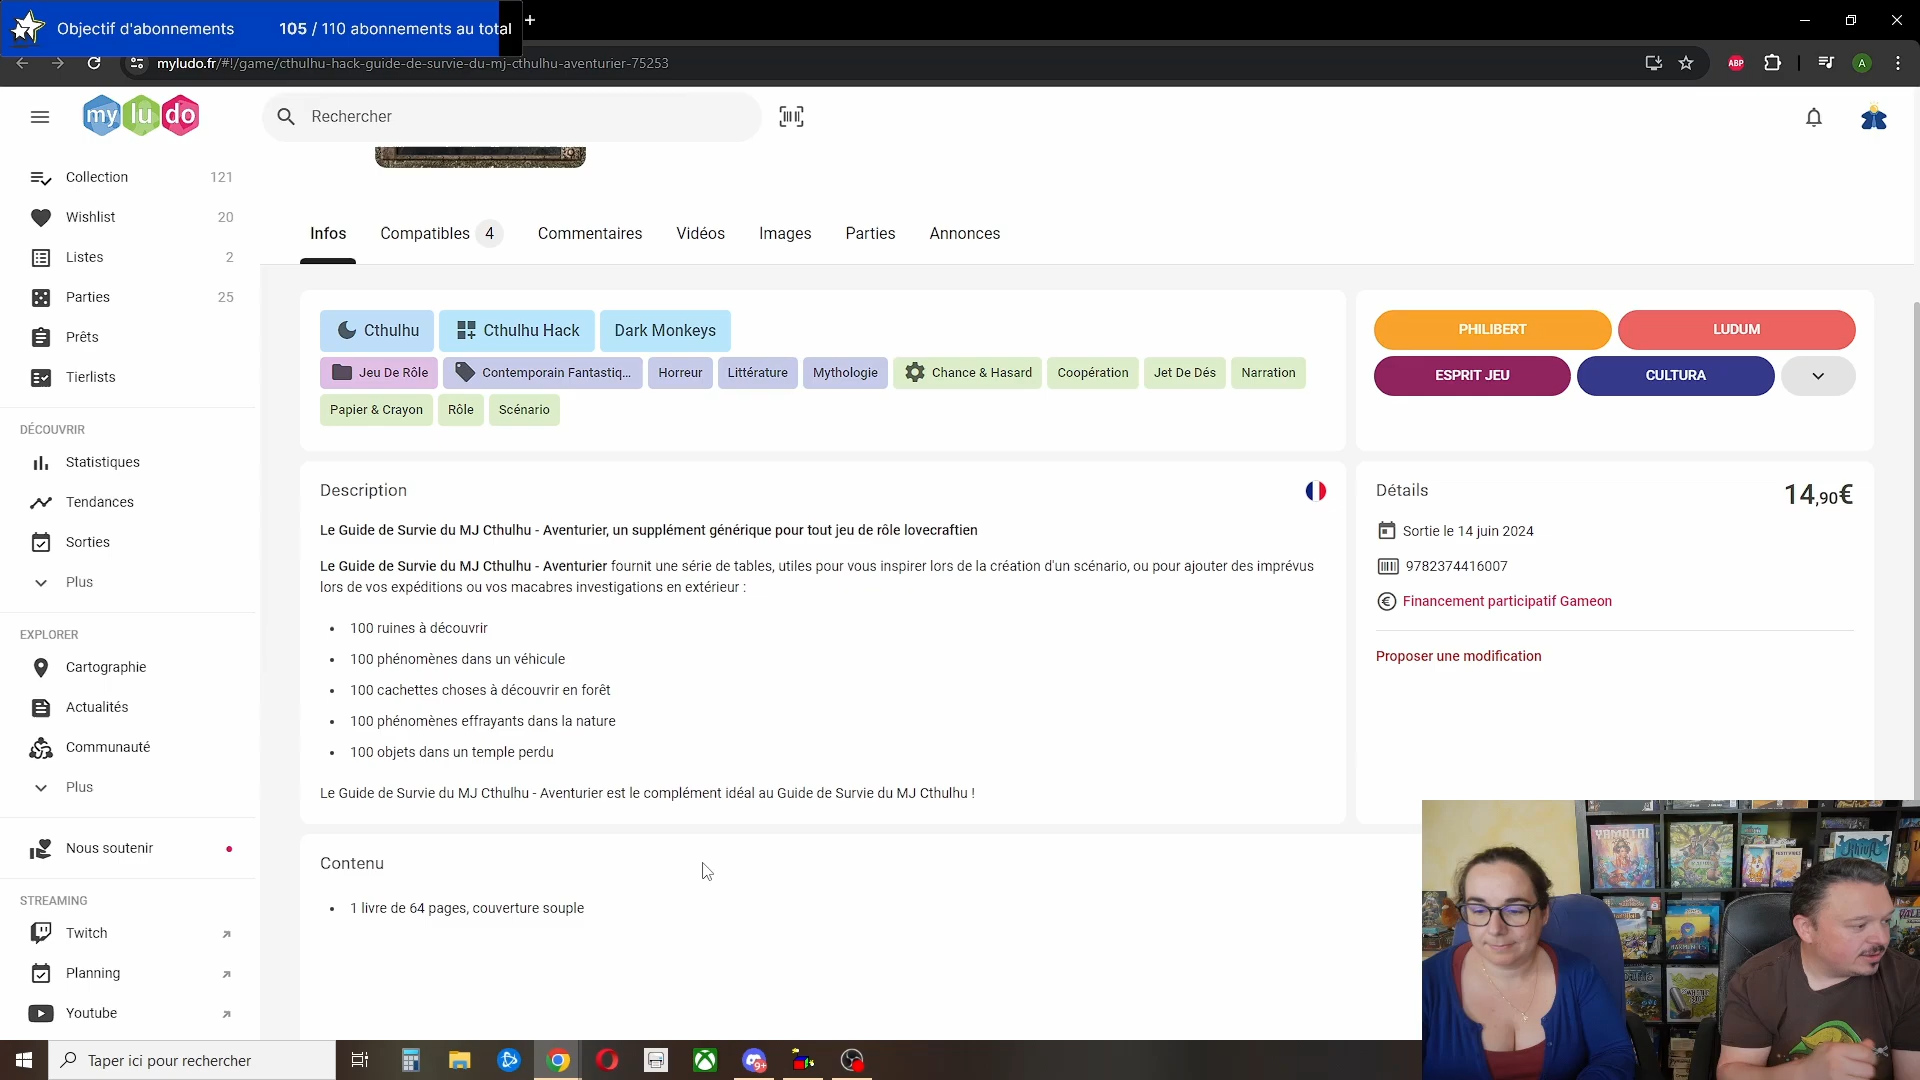 Objectif d'abonnements 105 / 110 abonnements au total
myludo.fr/#!/game/cthulhu-hack-guide-de-survie-du-mj-cthulhu-aventurier-75253
ABP
A
my lu do
Rechercher
Collection 121
Wishlist 20
Listes 2
Parties 25
Prêts
Tierlists
DÉCOUVRIR
Statistiques
Tendances
Sorties
Plus
EXPLORER
Cartographie
Actualités
Communauté
Plus
Nous soutenir
STREAMING
Twitch
Planning
Youtube
Infos Compatibles 4 Commentaires Vidéos Images Parties Annonces
Cthulhu Cthulhu Hack Dark Monkeys
Jeu De Rôle Contemporain Fantastiq... Horreur Littérature Mythologie Chance & Hasard Coopération Jet De Dés Narration
Papier & Crayon Rôle Scénario
PHILIBERT LUDUM
ESPRIT JEU CULTURA
Description
Le Guide de Survie du MJ Cthulhu - Aventurier, un supplément générique pour tout jeu de rôle lovecraftien
Le Guide de Survie du MJ Cthulhu - Aventurier fournit une série de tables, utiles pour vous inspirer lors de la création d'un scénario, ou pour ajouter des imprévus
lors de vos expéditions ou vos macabres investigations en extérieur :
• 100 ruines à découvrir
• 100 phénomènes dans un véhicule
• 100 cachettes choses à découvrir en forêt
• 100 phénomènes effrayants dans la nature
• 100 objets dans un temple perdu
Le Guide de Survie du MJ Cthulhu - Aventurier est le complément idéal au Guide de Survie du MJ Cthulhu !
Contenu
• 1 livre de 64 pages, couverture souple
Détails 14,90€
Sortie le 14 juin 2024
9782374416007
Financement participatif Gameon
Proposer une modification
YAMATAI
Taper ici pour rechercher
9+